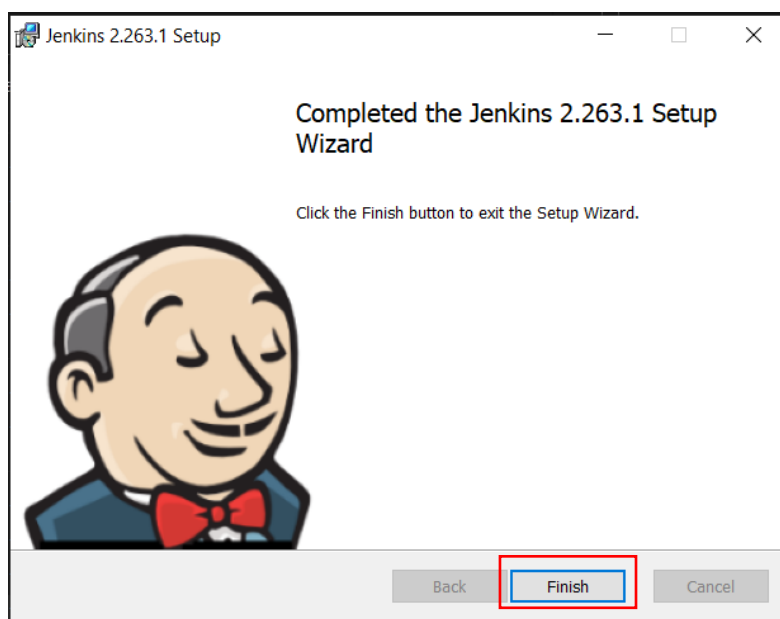 Jenkins 2.263.1 Setup
Completed the Jenkins 2.263.1 Setup
Wizard
Click the Finish button to exit the Setup Wizard.
Back
Finish
Cancel